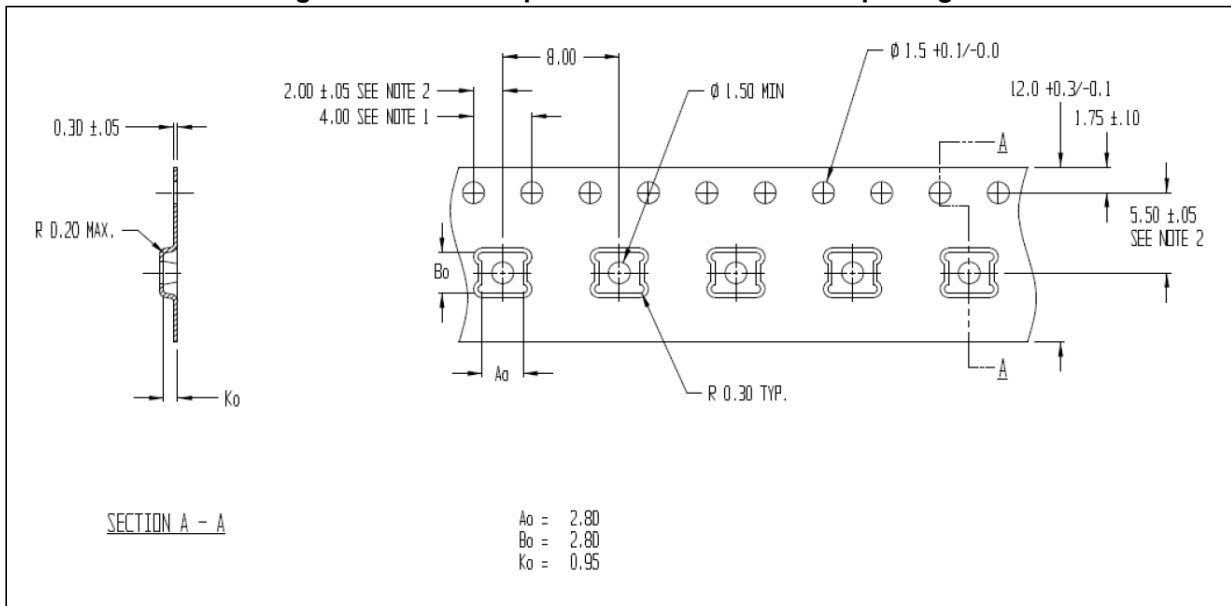 8.00
Ø 1.5 +0.1/-0.0
2.00 ±.05 SEE NOTE 2
Ø 1.50 MIN
12.0 +0.3/-0.1
4.00 SEE NOTE 1
1.75 ±.10
0.30 ±.05
A
5.50 ±.05
SEE NOTE 2
R 0.20 MAX.
Bo
Ao
A
R 0.30 TYP.
Ko
SECTION A - A
Ao = 2.80
Bo = 2.80
Ko = 0.95